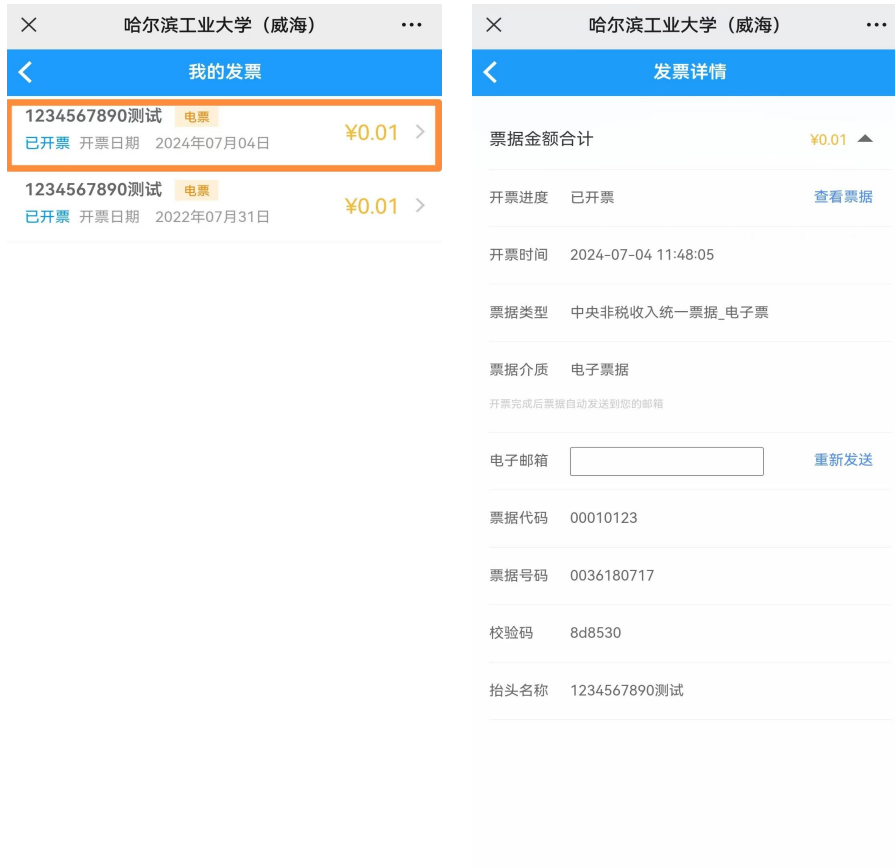 哈尔滨工业大学（威海）
我的发票
1234567890测试 电票
¥0.01
已开票 开票日期 2024年07月04日
1234567890测试 电票
¥0.01
已开票 开票日期 2022年07月31日
哈尔滨工业大学（威海）
发票详情
票据金额合计 ¥0.01
开票进度 已开票 查看票据
开票时间 2024-07-04 11:48:05
票据类型 中央非税收入统一票据_电子票
票据介质 电子票据
开票完成后票据自动发送到您的邮箱
电子邮箱 重新发送
票据代码 00010123
票据号码 0036180717
校验码 8d8530
抬头名称 1234567890测试